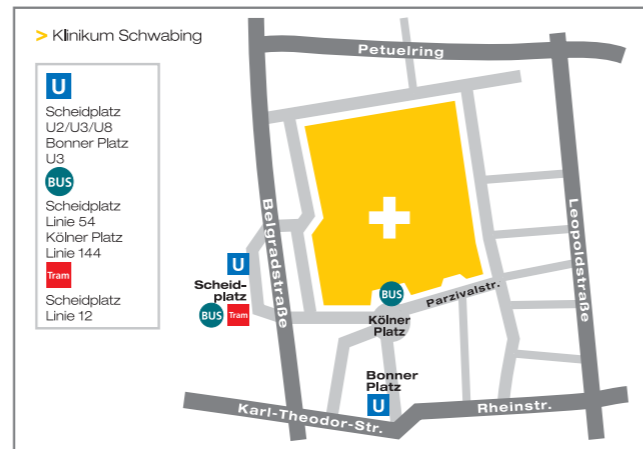 > Klinikum Schwabing
U
Scheidplatz
U2/U3/U8
Bonner Platz
U3
BUS
Scheidplatz
Linie 54
Kölner Platz
Linie 144
Tram
Scheidplatz
Linie 12
Petuelring
Belgradstraße
Leopoldstraße
U
Scheid-
platz
BUS Tram
BUS
Kölner
Platz
Parzivalstr.
Bonner
Platz
U
Karl-Theodor-Str.
Rheinstr.